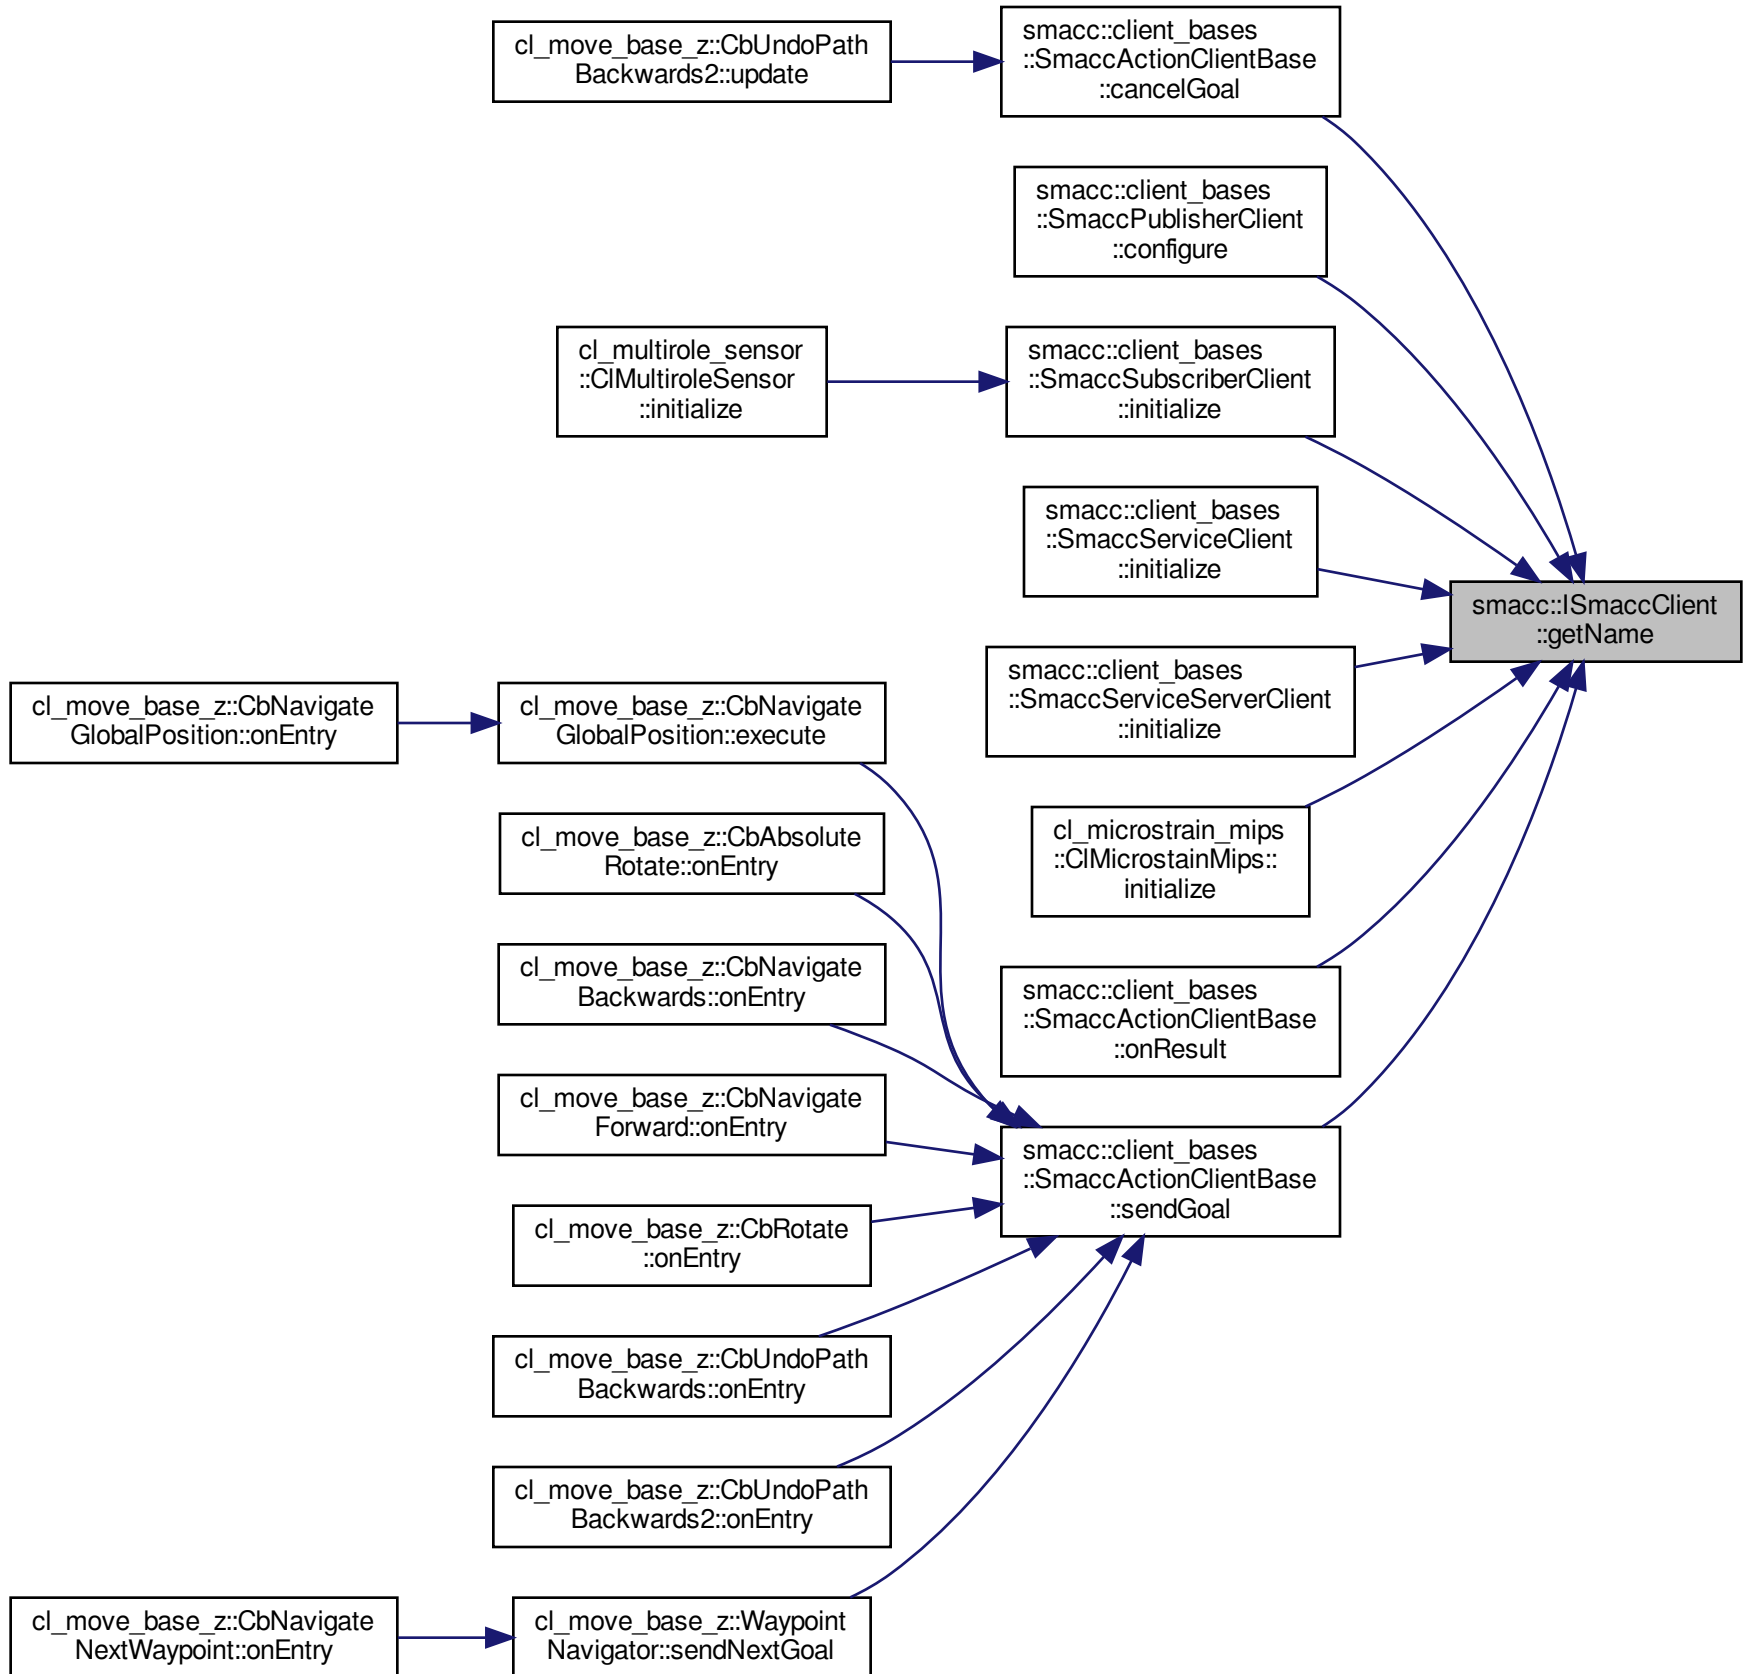 cl_move_base_z::CbUndoPath
Backwards2::update
smacc::client_bases
::SmaccActionClientBase
::cancelGoal
smacc::client_bases
::SmaccPublisherClient
::configure
cl_multirole_sensor
::ClMultiroleSensor
::initialize
smacc::client_bases
::SmaccSubscriberClient
::initialize
smacc::client_bases
::SmaccServiceClient
::initialize
smacc::ISmaccClient
::getName
smacc::client_bases
::SmaccServiceServerClient
::initialize
cl_move_base_z::CbNavigate
GlobalPosition::onEntry
cl_move_base_z::CbNavigate
GlobalPosition::execute
cl_microstrain_mips
::ClMicrostainMips::
initialize
cl_move_base_z::CbAbsolute
Rotate::onEntry
cl_move_base_z::CbNavigate
Backwards::onEntry
smacc::client_bases
::SmaccActionClientBase
::onResult
cl_move_base_z::CbNavigate
Forward::onEntry
smacc::client_bases
::SmaccActionClientBase
::sendGoal
cl_move_base_z::CbRotate
::onEntry
cl_move_base_z::CbUndoPath
Backwards::onEntry
cl_move_base_z::CbUndoPath
Backwards2::onEntry
cl_move_base_z::CbNavigate
NextWaypoint::onEntry
cl_move_base_z::Waypoint
Navigator::sendNextGoal